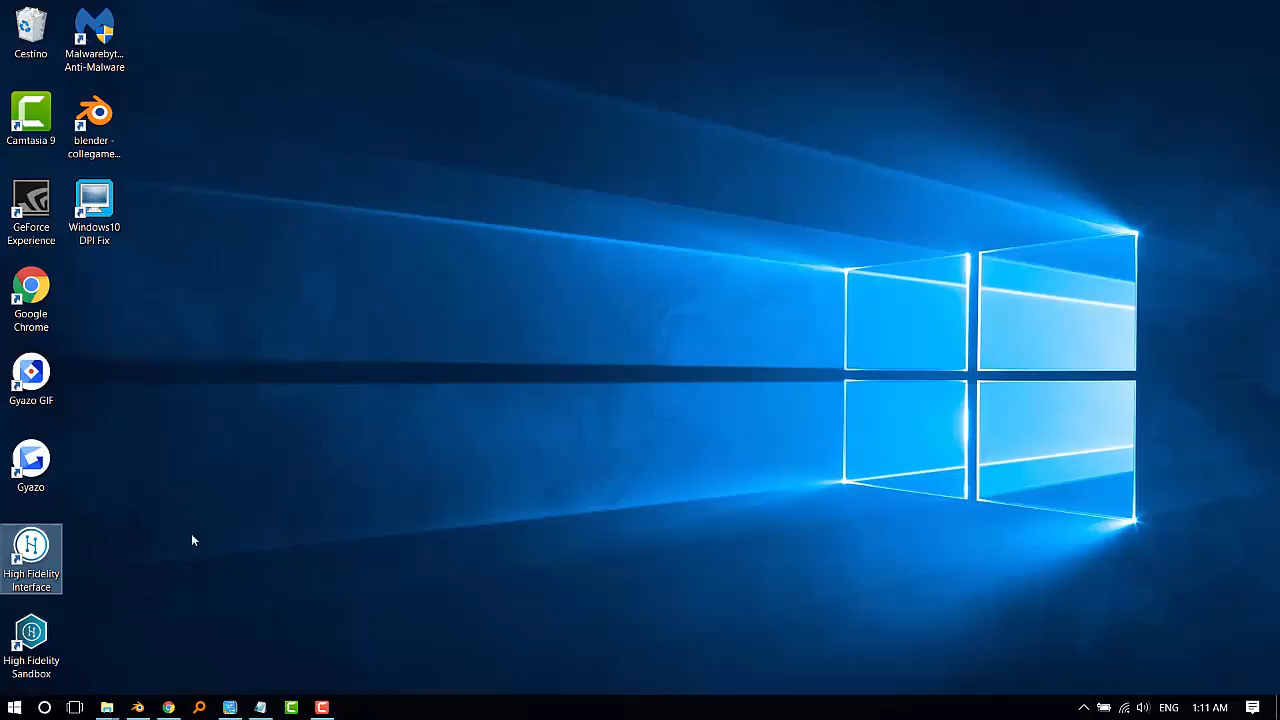 Cestino
Malwarebyt...
Anti-Malware
Camtasia 9
blender -
collegame...
GeForce
Experience
Windows10
DPI Fix
Google
Chrome
Gyazo GIF
Gyazo
High Fidelity
Interface
High Fidelity
Sandbox
ENG
1:11 AM